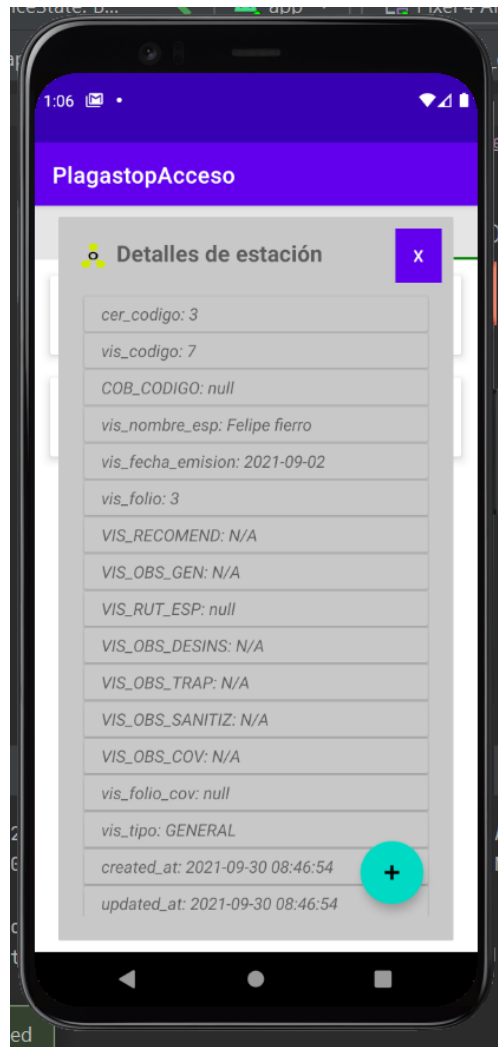 app
1:06
PlagastopAcceso
Detalles de estación
X
cer_codigo: 3
vis_codigo: 7
COB_CODIGO: null
vis_nombre_esp: Felipe fierro
vis_fecha_emision: 2021-09-02
vis_folio: 3
VIS_RECOMEND: N/A
VIS_OBS_GEN: N/A
VIS_RUT_ESP: null
VIS_OBS_DESINS: N/A
VIS_OBS_TRAP: N/A
VIS_OBS_SANITIZ: N/A
VIS_OBS_COV: N/A
vis_folio_cov: null
vis_tipo: GENERAL
created_at: 2021-09-30 08:46:54
+
updated_at: 2021-09-30 08:46:54
ed